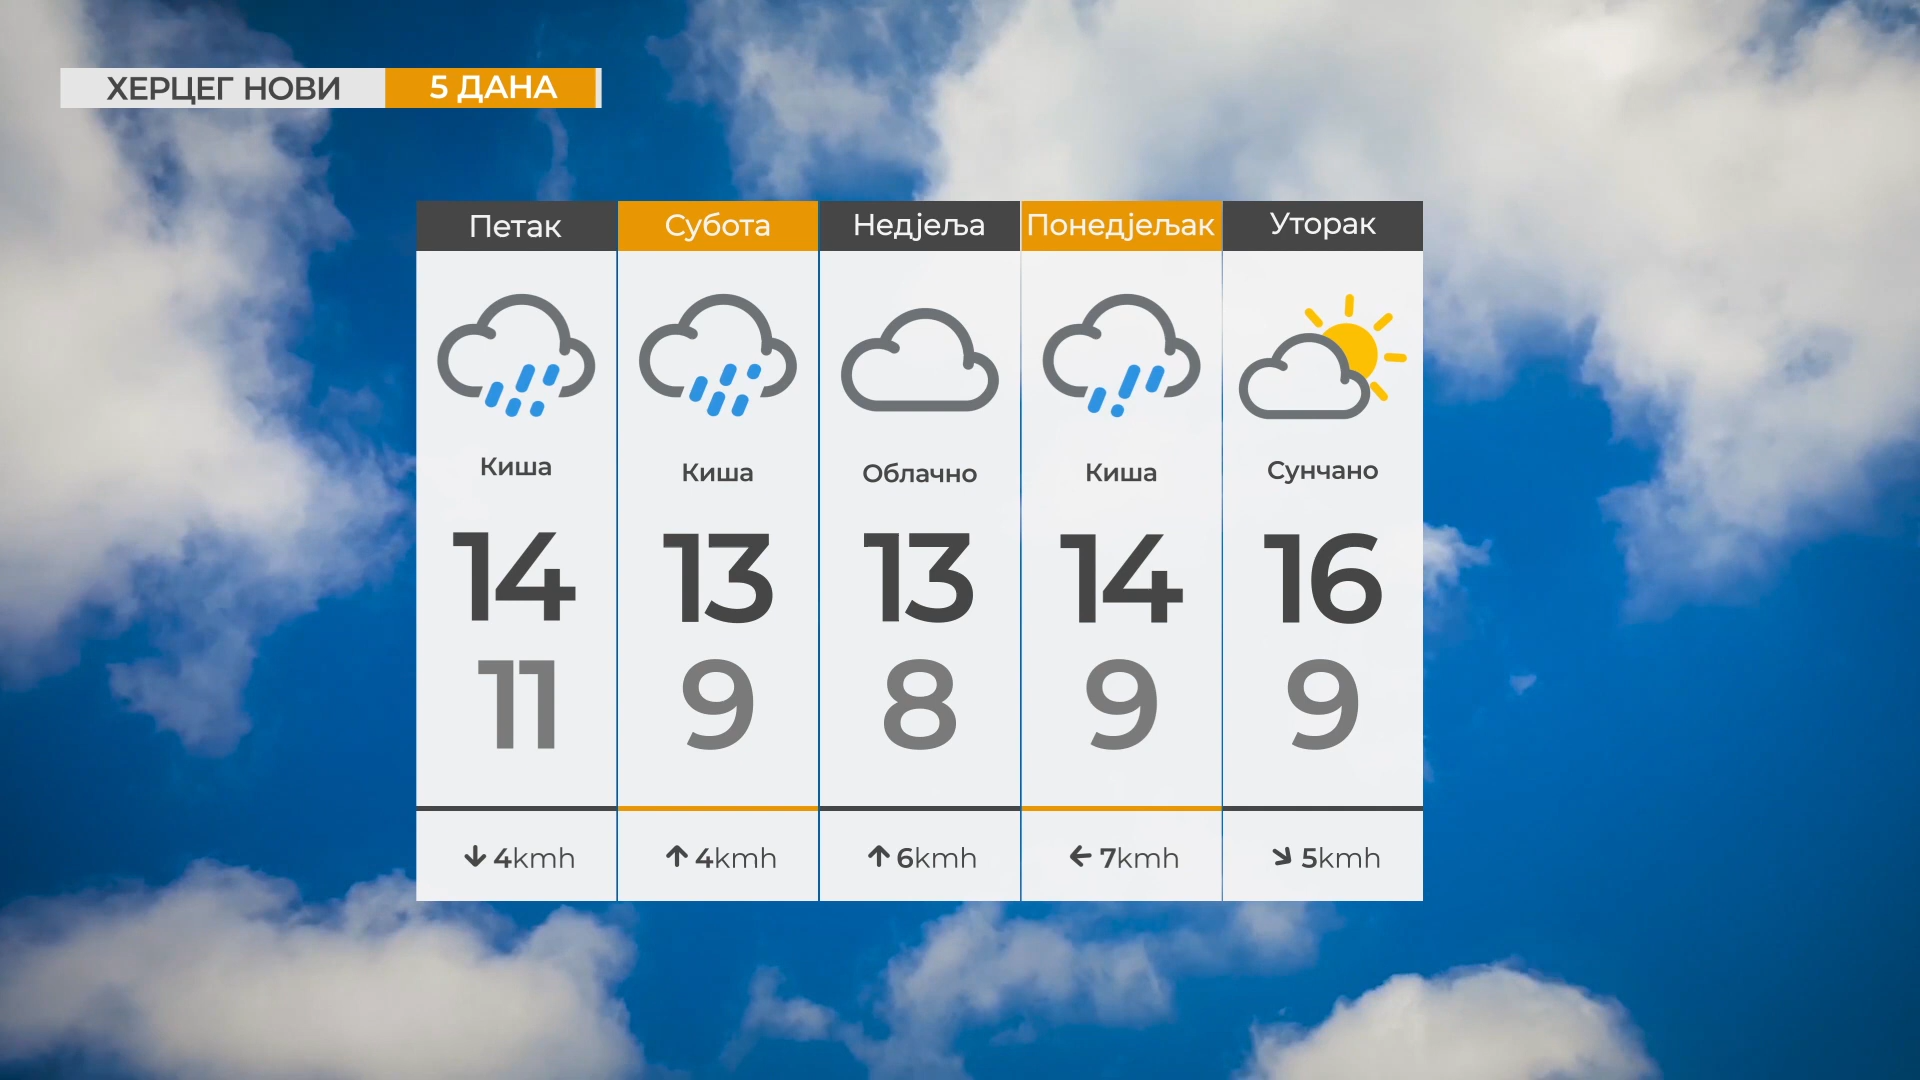 ХЕРЦЕГ НОВИ 5 ДАНА
Петак Субота Недјеља Понедјељак Уторак
Киша Киша Облачно Киша Сунчано
14 13 13 14 16
11 9 8 9 9
4kmh 4kmh 6kmh 7kmh 5kmh